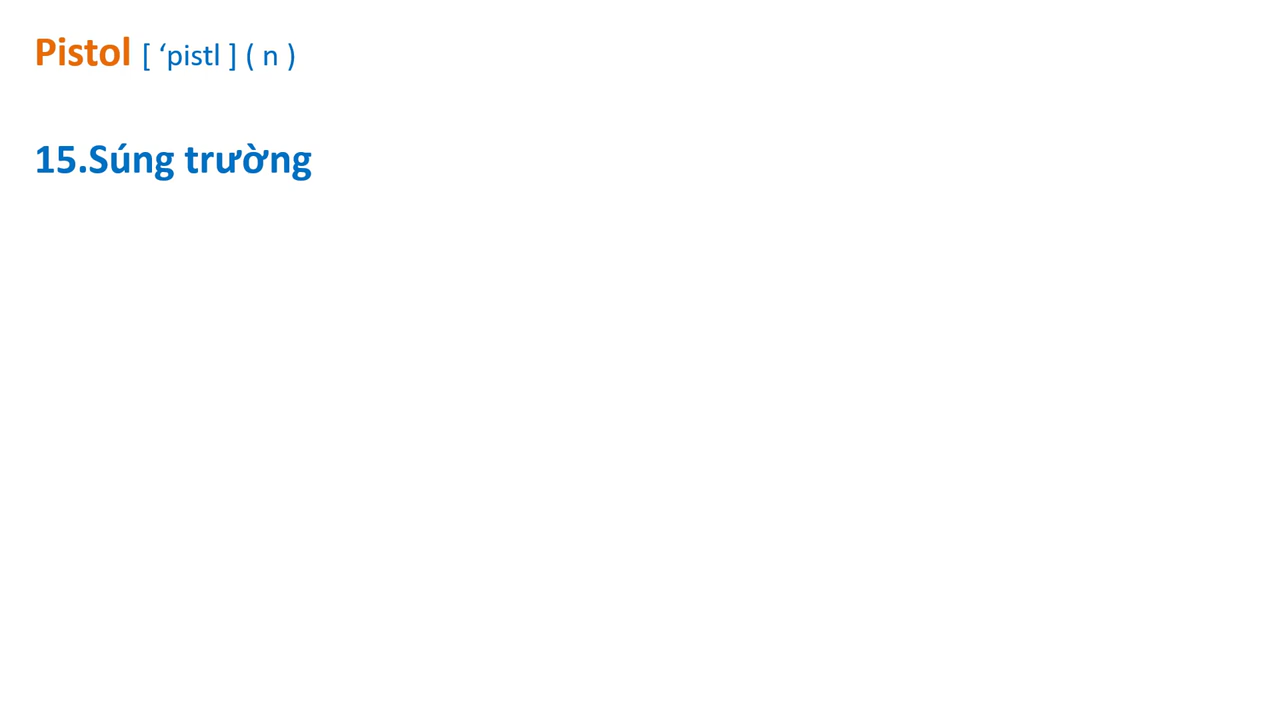 Pistol [ ‘pistl ] ( n )
15.Súng trường